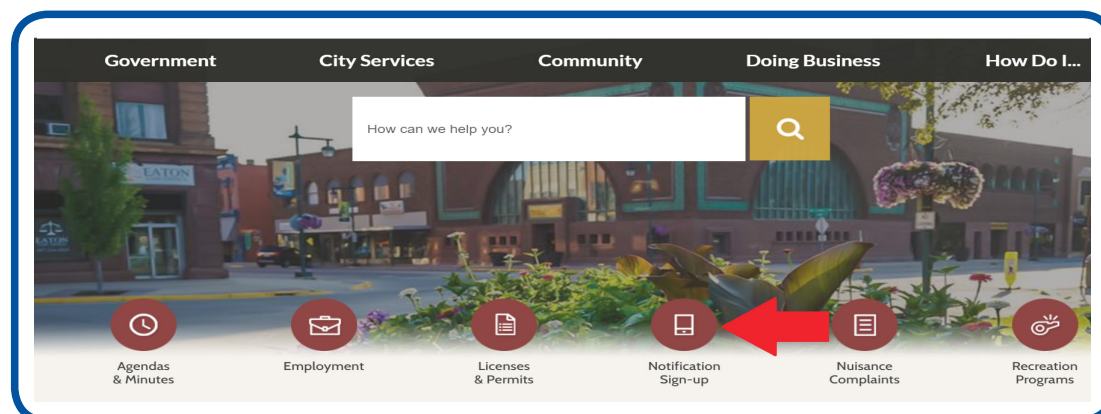 Government City Services Community Doing Business How Do I...
How can we help you?
EATON
EATON
Agendas
& Minutes
Employment
Licenses
& Permits
Notification
Sign-up
Nuisance
Complaints
Recreation
Programs